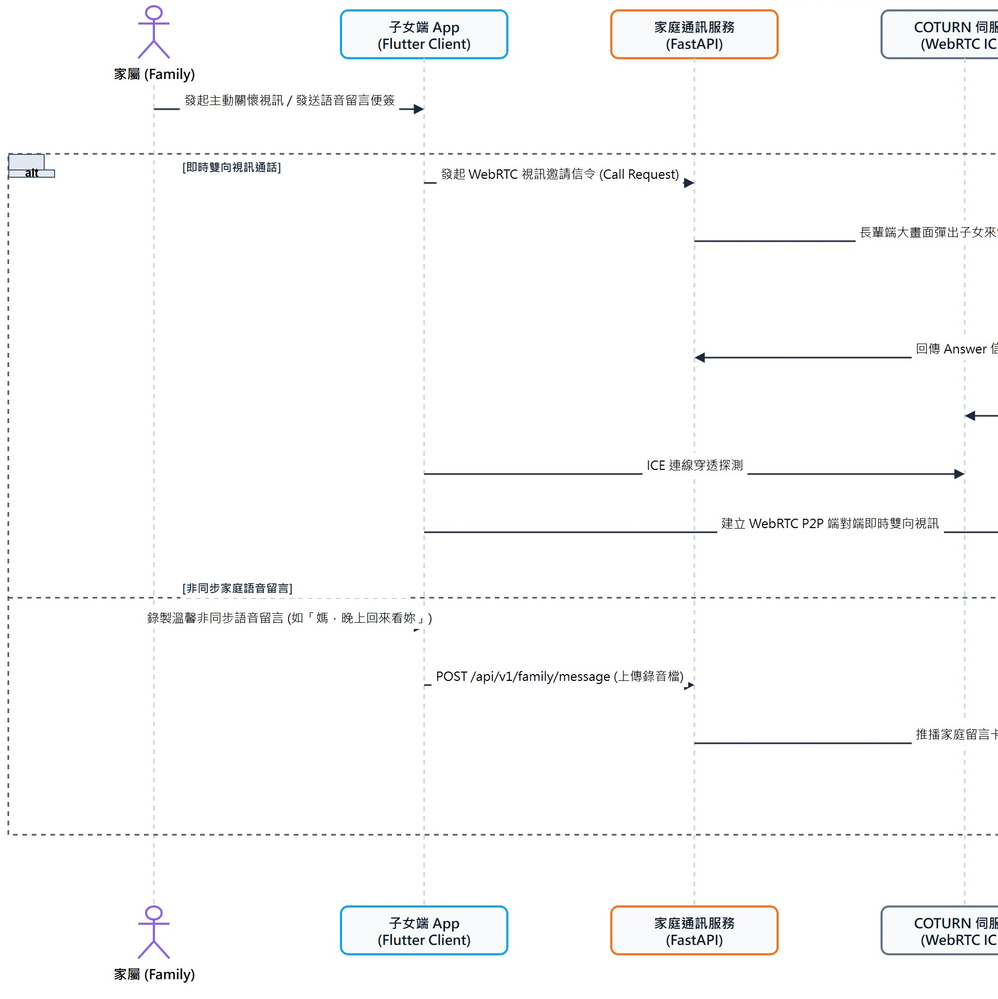 子女端 App
(Flutter Client)
家庭通訊服務
(FastAPI)
COTURN 伺服
(WebRTC IC
家屬 (Family)
發起主動關懷視訊 / 發送語音留言便簽
alt
[即時雙向視訊通話]
發起 WebRTC 視訊邀請信令 (Call Request)
長輩端大畫面彈出子女來
回傳 Answer 信
ICE 連線穿透探測
建立 WebRTC P2P 端對端即時雙向視訊
[非同步家庭語音留言]
錄製溫馨非同步語音留言 (如「媽，晚上回來看妳」)
POST /api/v1/family/message (上傳錄音檔)
推播家庭留言卡
子女端 App
(Flutter Client)
家庭通訊服務
(FastAPI)
COTURN 伺服
(WebRTC IC
家屬 (Family)